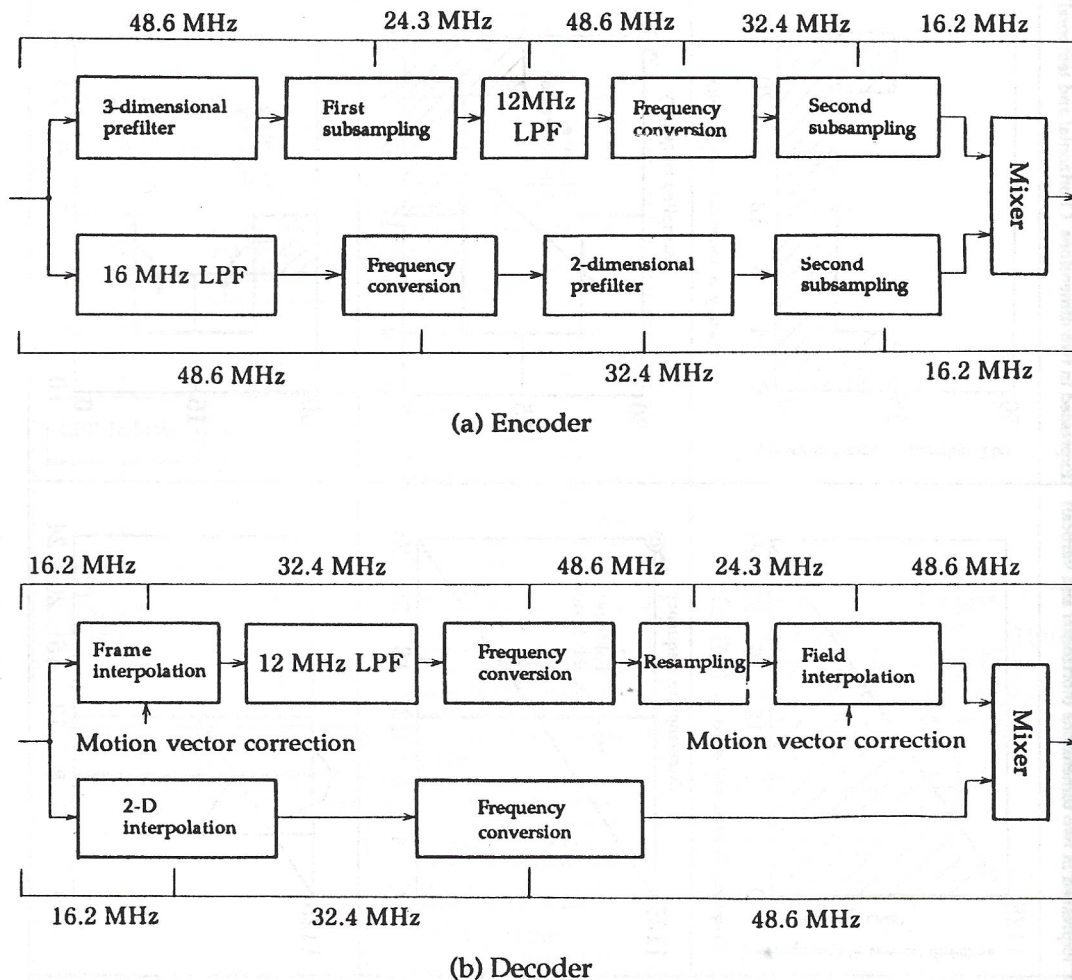 48.6 MHz 24.3 MHz 48.6 MHz 32.4 MHz 16.2 MHz
3-dimensional
prefilter
First
subsampling
12MHz
LPF
Frequency
conversion
Second
subsampling
Mixer
16 MHz LPF
Frequency
conversion
2-dimensional
prefilter
Second
subsampling
48.6 MHz 32.4 MHz 16.2 MHz
(a) Encoder
16.2 MHz 32.4 MHz 48.6 MHz 24.3 MHz 48.6 MHz
Frame
interpolation
12 MHz LPF
Frequency
conversion
Resampling
Field
interpolation
Mixer
Motion vector correction
Motion vector correction
2-D
interpolation
Frequency
conversion
16.2 MHz 32.4 MHz 48.6 MHz
(b) Decoder